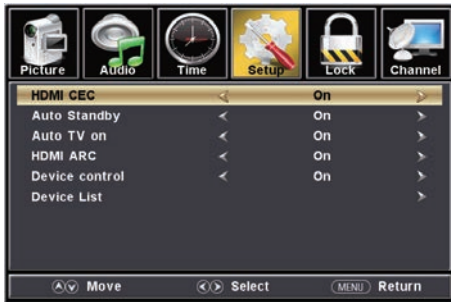 Picture Audio Time Setup Lock Channel
HDMI CEC On
Auto Standby On
Auto TV on On
HDMI ARC On
Device control On
Device List
Move Select MENU Return